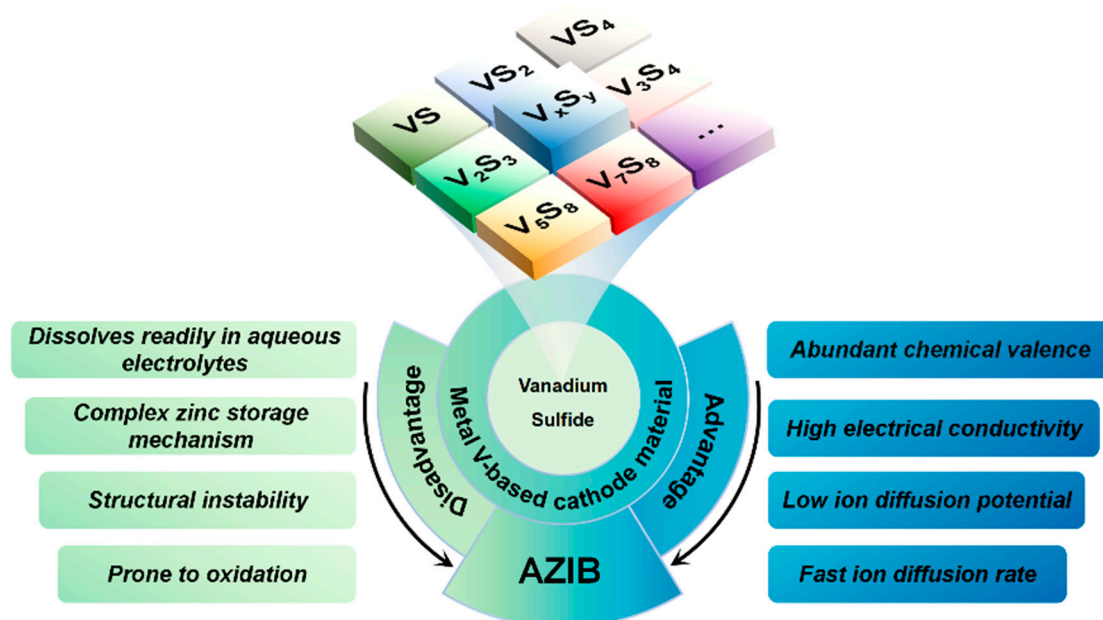 VS₄
VS₂
V₃S₄
VS
VₓSᵧ
...
V₂S₃
V₇S₈
V₅S₈
Dissolves readily in aqueous
electrolytes
Complex zinc storage
mechanism
Structural instability
Prone to oxidation
Disadvantage
Metal V-based cathode material
Vanadium
Sulfide
Advantage
AZIB
Abundant chemical valence
High electrical conductivity
Low ion diffusion potential
Fast ion diffusion rate